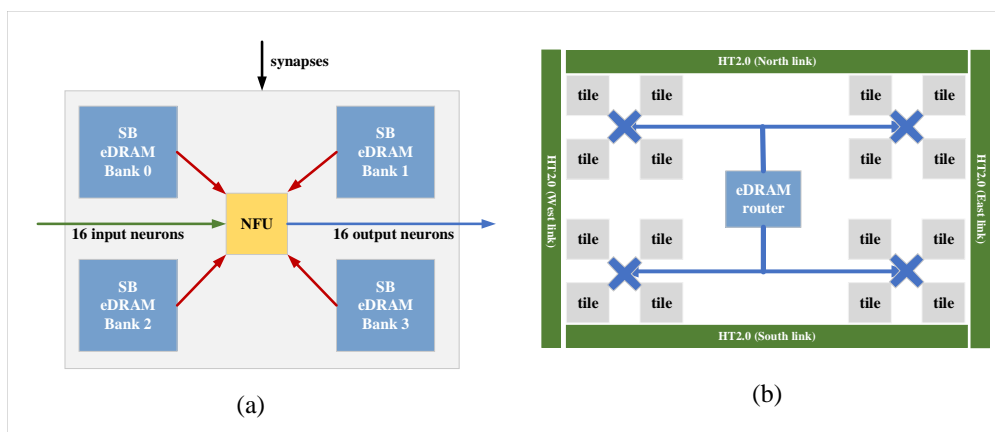 synapses
SB
eDRAM
Bank 0
SB
eDRAM
Bank 1
16 input neurons
NFU
16 output neurons
SB
eDRAM
Bank 2
SB
eDRAM
Bank 3
(a)
HT2.0 (North link)
HT2.0 (West link)
tile
tile
tile
tile
tile
tile
tile
tile
eDRAM
router
HT2.0 (East link)
tile
tile
tile
tile
tile
tile
tile
tile
HT2.0 (South link)
(b)